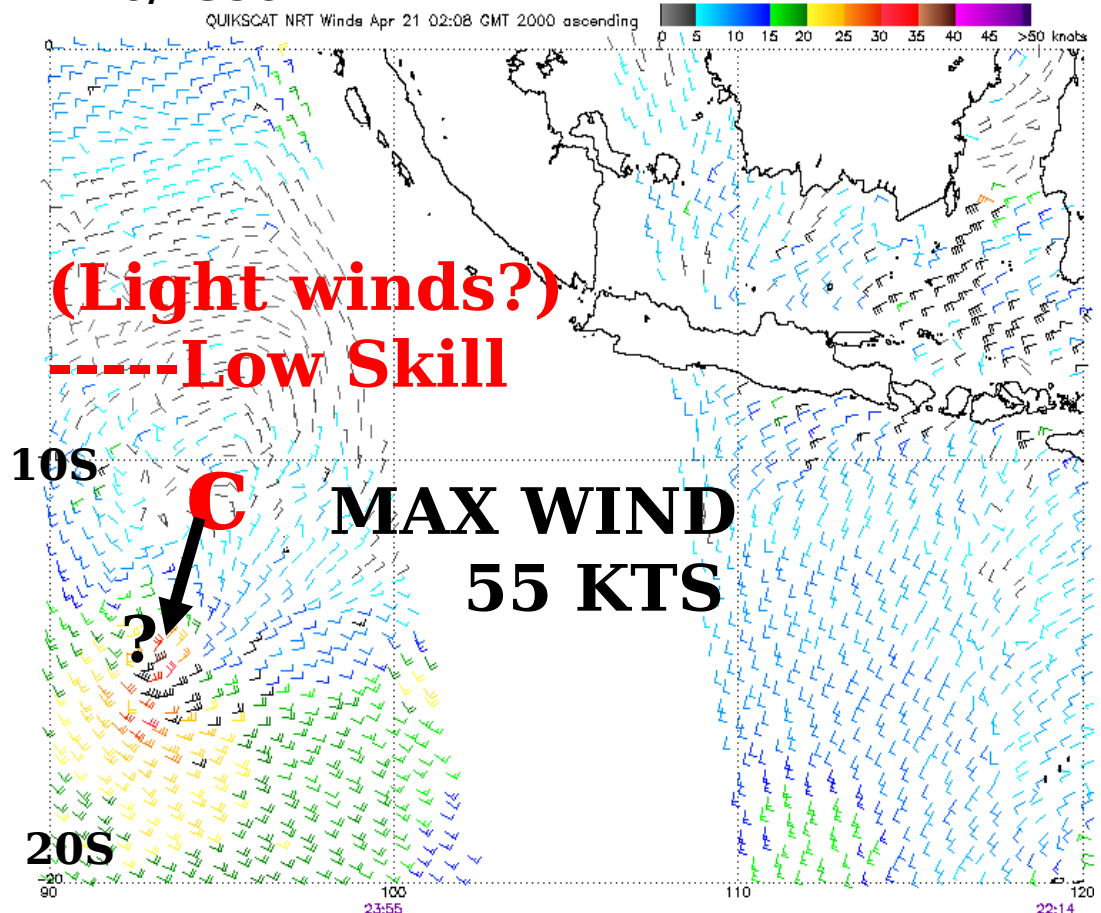 QUIKSCAT NRT Winds Apr 21 02:08 GMT 2000 ascending
0 5 10 15 20 25 30 35 40 45 >50 knots
0
(Light winds?)
-----Low Skill
10S
C
MAX WIND
55 KTS
?
20S
-20
90 100 110 120
23:55 22:14